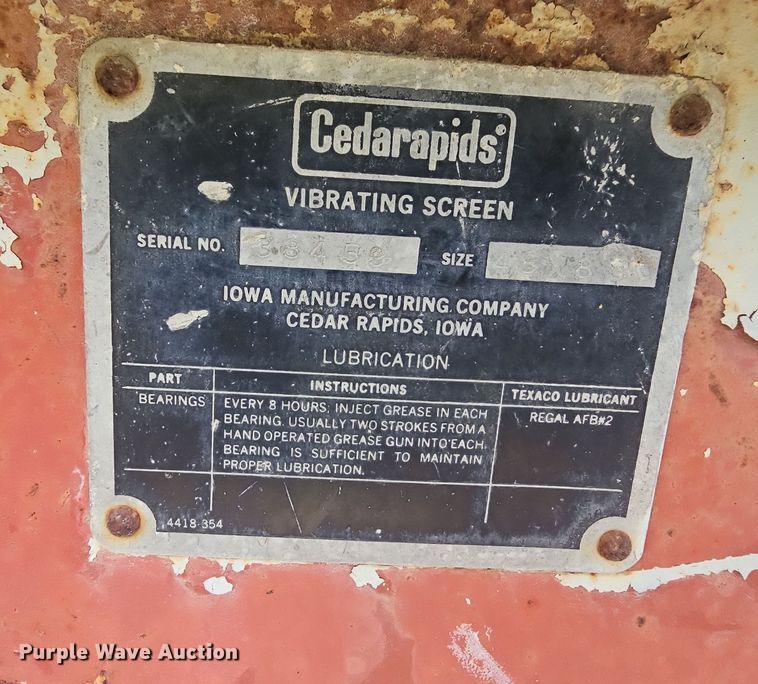 Cedarapids®
VIBRATING SCREEN
SERIAL NO. SIZE
IOWA MANUFACTURING COMPANY
CEDAR RAPIDS, IOWA
LUBRICATION
PART INSTRUCTIONS TEXACO LUBRICANT
BEARINGS EVERY 8 HOURS, INJECT GREASE IN EACH REGAL AFB#2
BEARING. USUALLY TWO STROKES FROM A
HAND OPERATED GREASE GUN INTO EACH
BEARING IS SUFFICIENT TO MAINTAIN
PROPER LUBRICATION.
4418-354
Purple Wave Auction